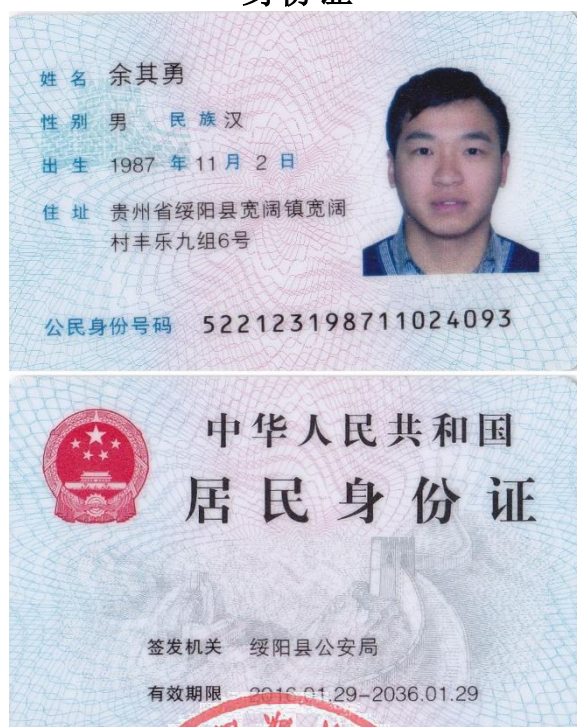 身份证
姓名 余其勇
性别 男 民族 汉
出生 1987 年 11 月 2 日
住址 贵州省绥阳县宽阔镇宽阔
村丰乐九组6号
公民身份号码 522123198711024093
中华人民共和国
居民身份证
签发机关 绥阳县公安局
有效期限 2016.01.29-2036.01.29